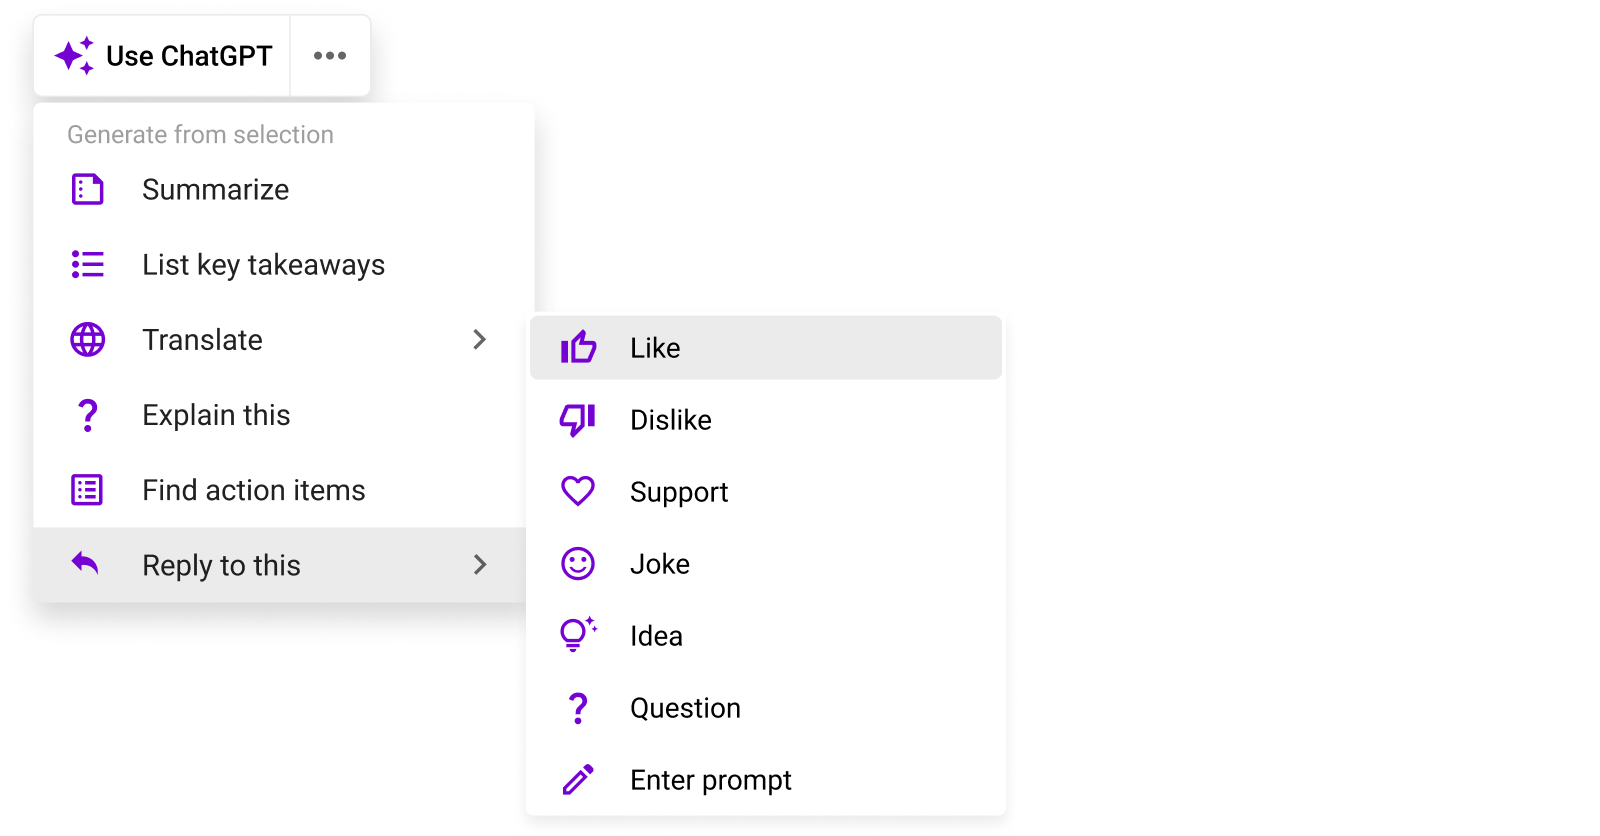 Use ChatGPT
Generate from selection
Summarize
List key takeaways
Translate
Explain this
Find action items
Reply to this
Like
Dislike
Support
Joke
Idea
Question
Enter prompt